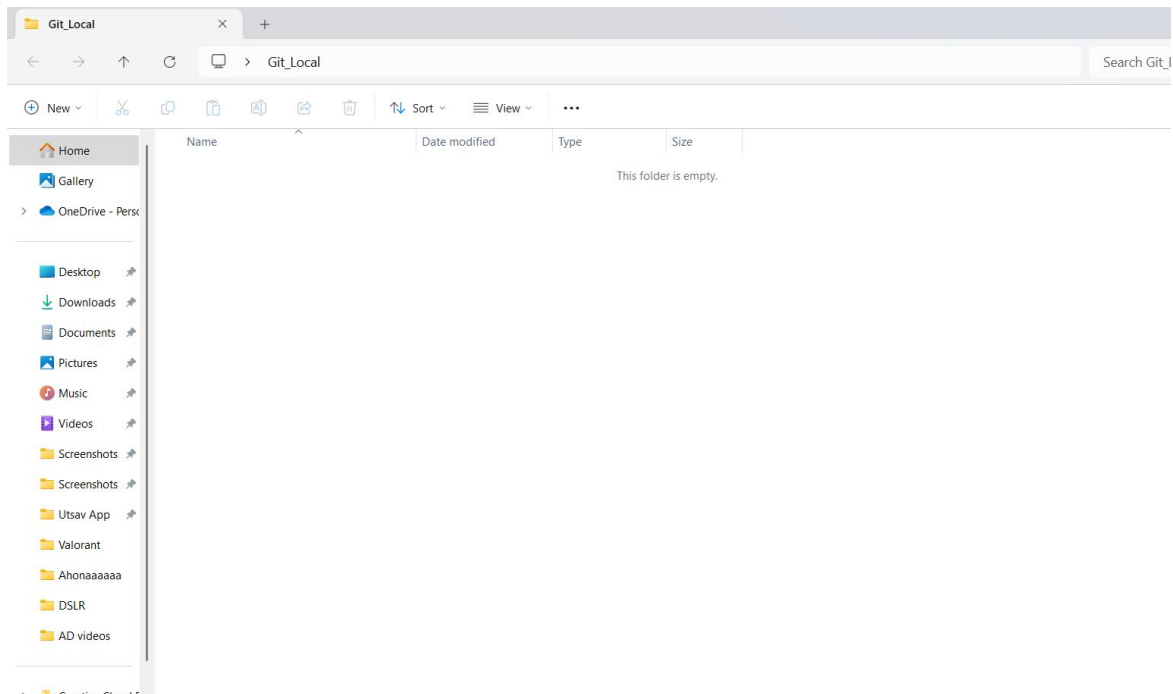 Git_Local
Git_Local
Search Git_
New Sort View
Name Date modified Type Size
This folder is empty.
Home
Gallery
OneDrive - Perso
Desktop
Downloads
Documents
Pictures
Music
Videos
Screenshots
Screenshots
Utsav App
Valorant
Ahonaaaaaa
DSLR
AD videos